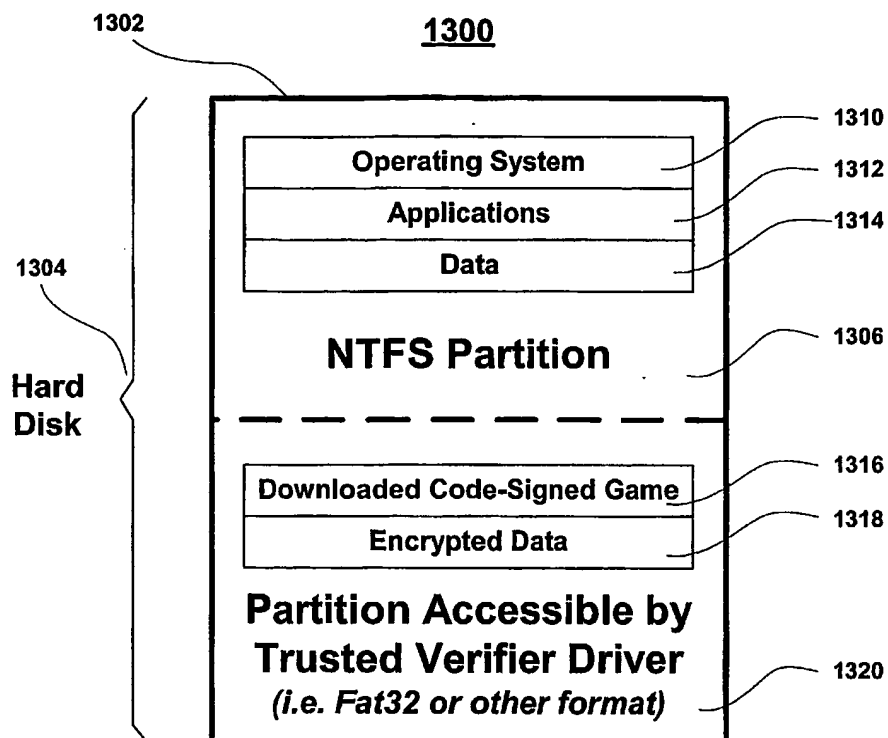 1300
1302
1310
Operating System
1312
Applications
1314
Data
1304
NTFS Partition
1306
Hard
Disk
1316
Downloaded Code-Signed Game
1318
Encrypted Data
Partition Accessible by
Trusted Verifier Driver
(i.e. Fat32 or other format)
1320